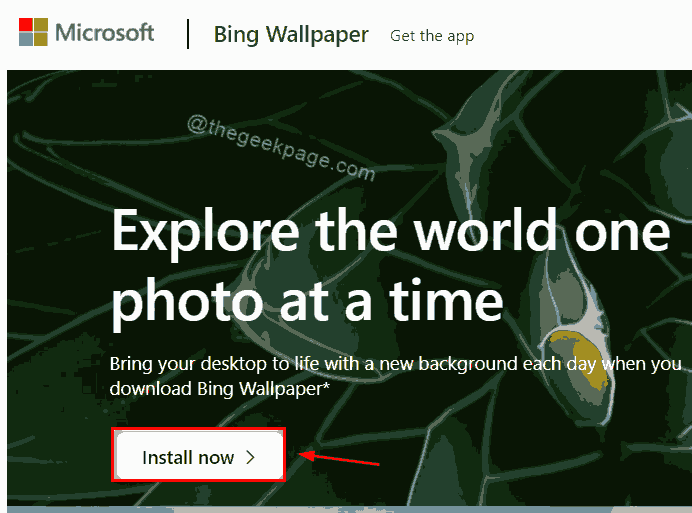 Microsoft
Bing Wallpaper
Get the app
@thegeekpage.com
Explore the world one
photo at a time
Bring your desktop to life with a new background each day when you
download Bing Wallpaper*
Install now